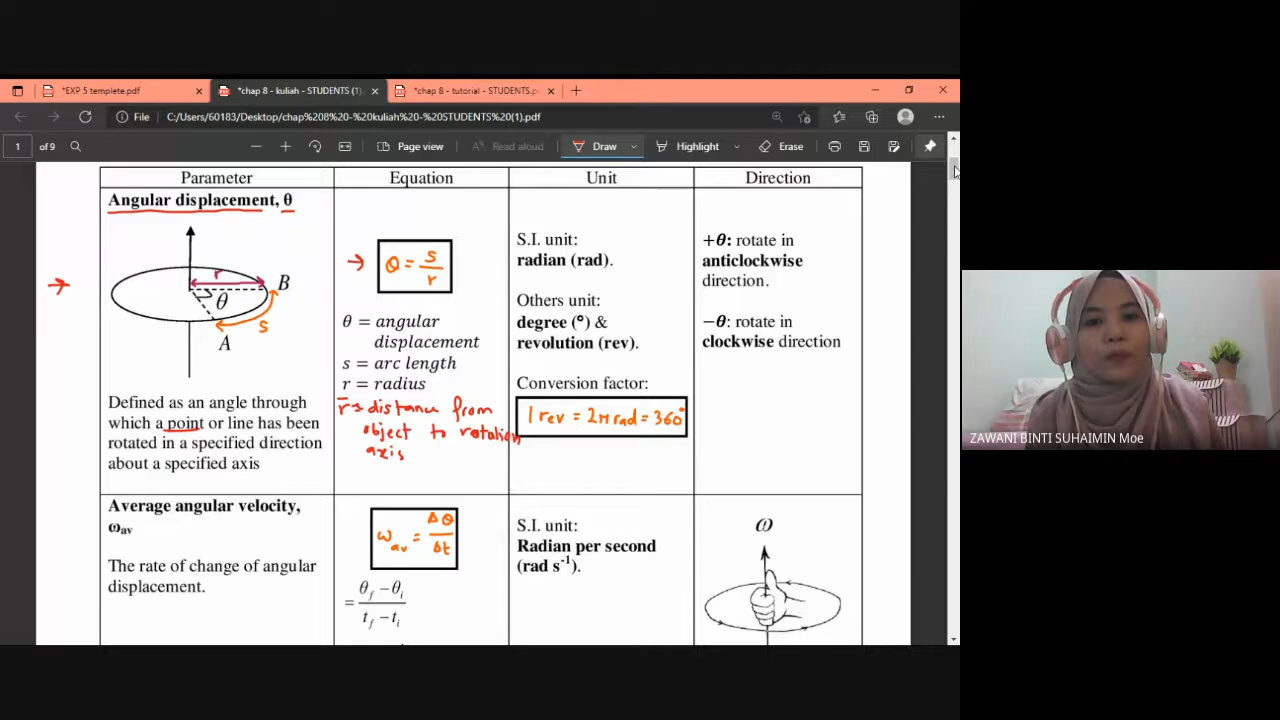 *EXP 5 templete.pdf
*chap 8 - kuliah - STUDENTS (1).
*chap 8 - tutorial - STUDENTS.p
File
C:/Users/60183/Desktop/chap%208%20-%20kuliah%20-%20STUDENTS%20(1).pdf
1 of 9
Page view
Read aloud
Draw
Highlight
Erase
Parameter
Equation
Unit
Direction
Angular displacement, θ
r
B
θ
s
A
Defined as an angle through
which a point or line has been
rotated in a specified direction
about a specified axis
θ = s/r
θ = angular
displacement
s = arc length
r = radius
r = distance from
object to rotation
axis
S.I. unit:
radian (rad).
Others unit:
degree (°) &
revolution (rev).
Conversion factor:
1 rev = 2π rad = 360°
+θ: rotate in
anticlockwise
direction.
−θ: rotate in
clockwise direction
Average angular velocity,
ωav
The rate of change of angular
displacement.
ωav = Δθ/Δt
= θf − θi / tf − ti
S.I. unit:
Radian per second
(rad s-1).
ω
ZAWANI BINTI SUHAIMIN Moe